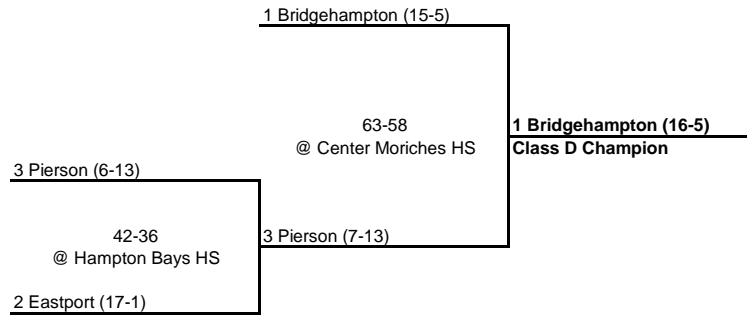 1 Bridgehampton (15-5)
63-58
@ Center Moriches HS
1 Bridgehampton (16-5)
Class D Champion
3 Pierson (6-13)
42-36
@ Hampton Bays HS
3 Pierson (7-13)
2 Eastport (17-1)